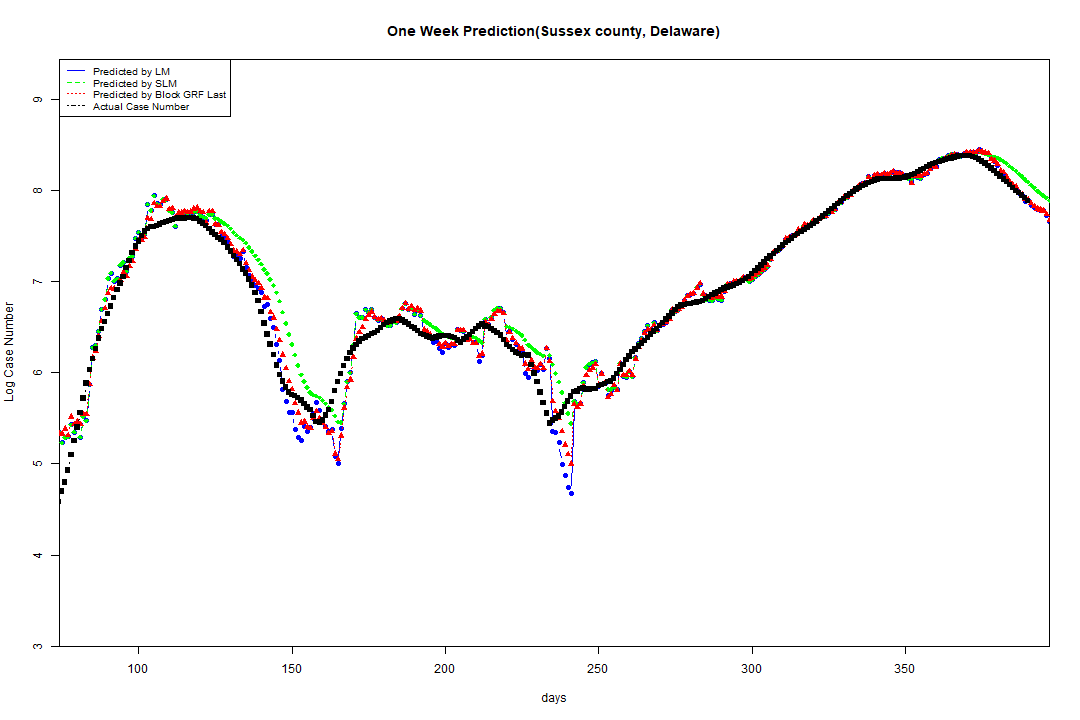 One Week Prediction(Sussex county, Delaware)
Predicted by LM
Predicted by SLM
Predicted by Block GRF Last
Actual Case Number
Log Case Number
9
8
7
6
5
4
3
100 150 200 250 300 350
days